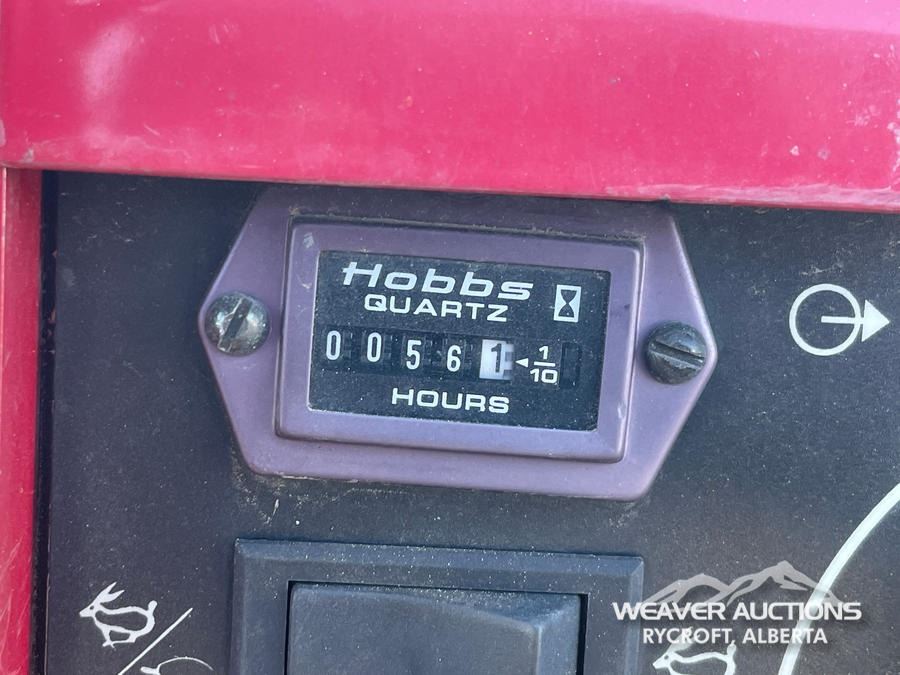 Hobbs
QUARTZ
0 0 5 6 1 ◄ 1/10
HOURS
WEAVER AUCTIONS
RYCROFT, ALBERTA